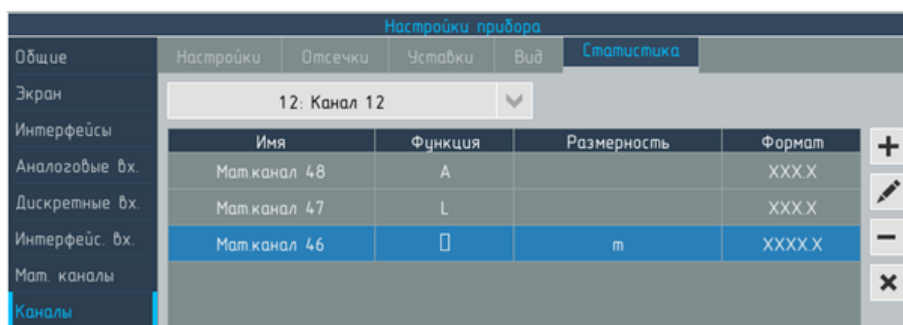 Настройки прибора
Общие
Настройки Отсечки Уставки Вид Статистика
Экран
12: Канал 12
Интерфейсы
Имя Функция Размерность Формат
Аналоговые вх.
Мат.канал 48 A XXX.X
Дискретные вх.
Мат.канал 47 L XXX.X
Интерфейс. вх.
Мат.канал 46 m XXXX.X
Мат. каналы
Каналы